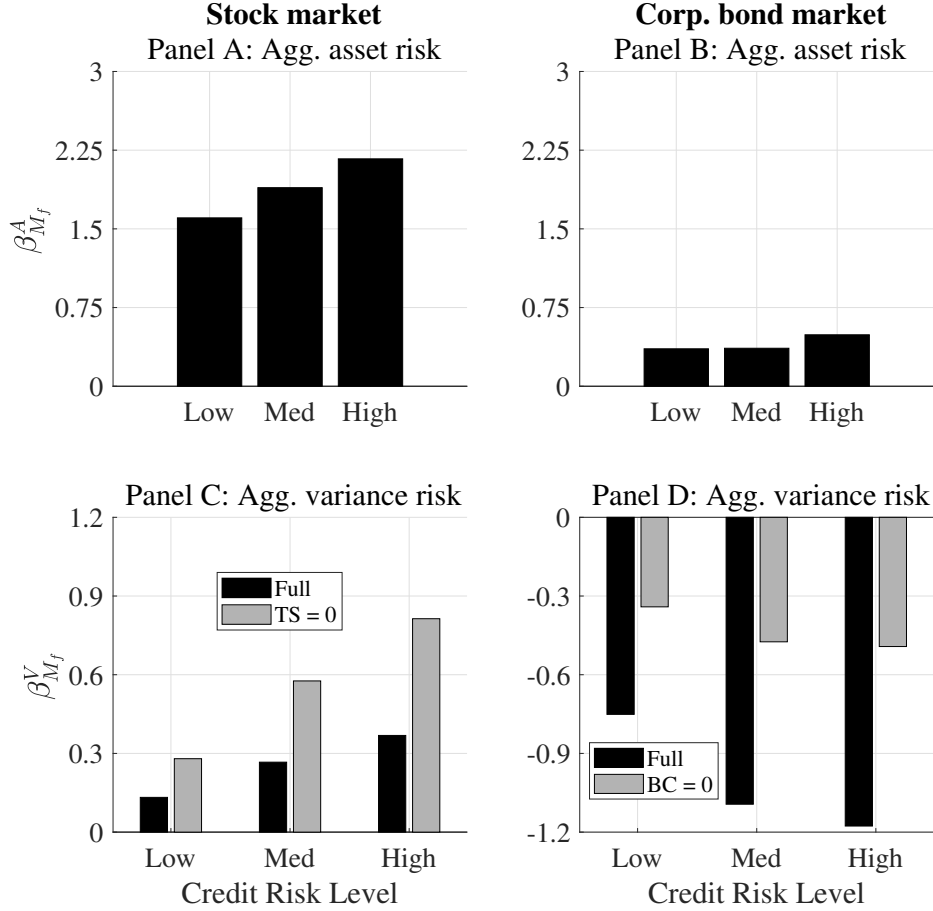 Stock market
Panel A: Agg. asset risk
3
2.25
1.5
0.75
0
β^A_{M_f}
Low Med High
Corp. bond market
Panel B: Agg. asset risk
3
2.25
1.5
0.75
0
Low Med High
Panel C: Agg. variance risk
1.2
0.9
0.6
0.3
0
β^V_{M_f}
Full
TS = 0
Low Med High
Credit Risk Level
Panel D: Agg. variance risk
0
-0.3
-0.6
-0.9
-1.2
Full
BC = 0
Low Med High
Credit Risk Level